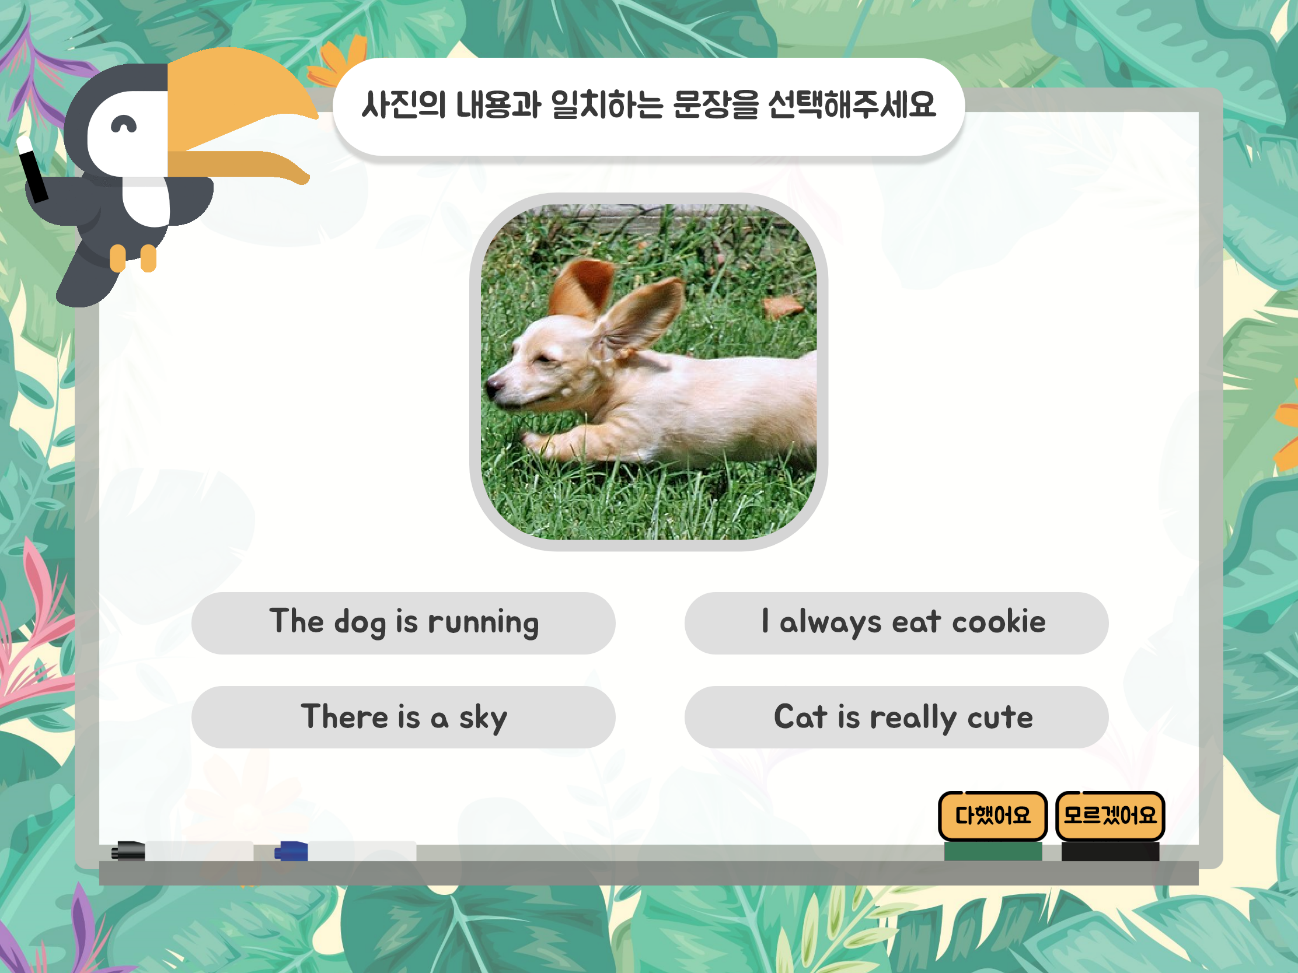 사진의 내용과 일치하는 문장을 선택해주세요
The dog is running
I always eat cookie
There is a sky
Cat is really cute
다했어요
모르겠어요